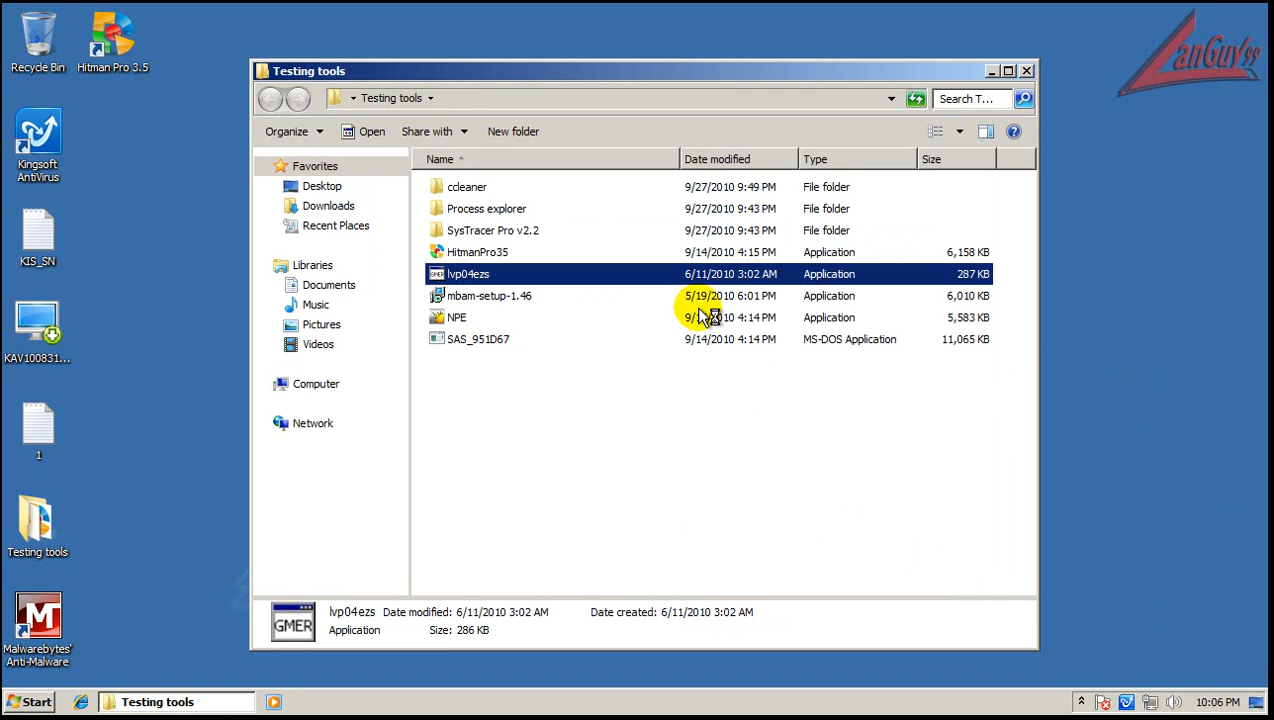 Recycle Bin
Hitman Pro 3.5
Kingsoft
AntiVirus
KIS_SN
KAV100831...
1
Testing tools
Malwarebytes'
Anti-Malware
anGuy99
Testing tools
Testing tools
Search T...
Organize
Open
Share with
New folder
Favorites
Desktop
Downloads
Recent Places
Libraries
Documents
Music
Pictures
Videos
Computer
Network
Name Date modified Type Size
ccleaner 9/27/2010 9:49 PM File folder
Process explorer 9/27/2010 9:43 PM File folder
SysTracer Pro v2.2 9/27/2010 9:43 PM File folder
HitmanPro35 9/14/2010 4:15 PM Application 6,158 KB
GMER lvp04ezs 6/11/2010 3:02 AM Application 287 KB
mbam-setup-1.46 5/19/2010 6:01 PM Application 6,010 KB
NPE 4:14 PM Application 5,583 KB
SAS_951D67 9/14/2010 4:14 PM MS-DOS Application 11,065 KB
GMER
lvp04ezs Date modified: 6/11/2010 3:02 AM Date created: 6/11/2010 3:02 AM
Application Size: 286 KB
Start
Testing tools
10:06 PM